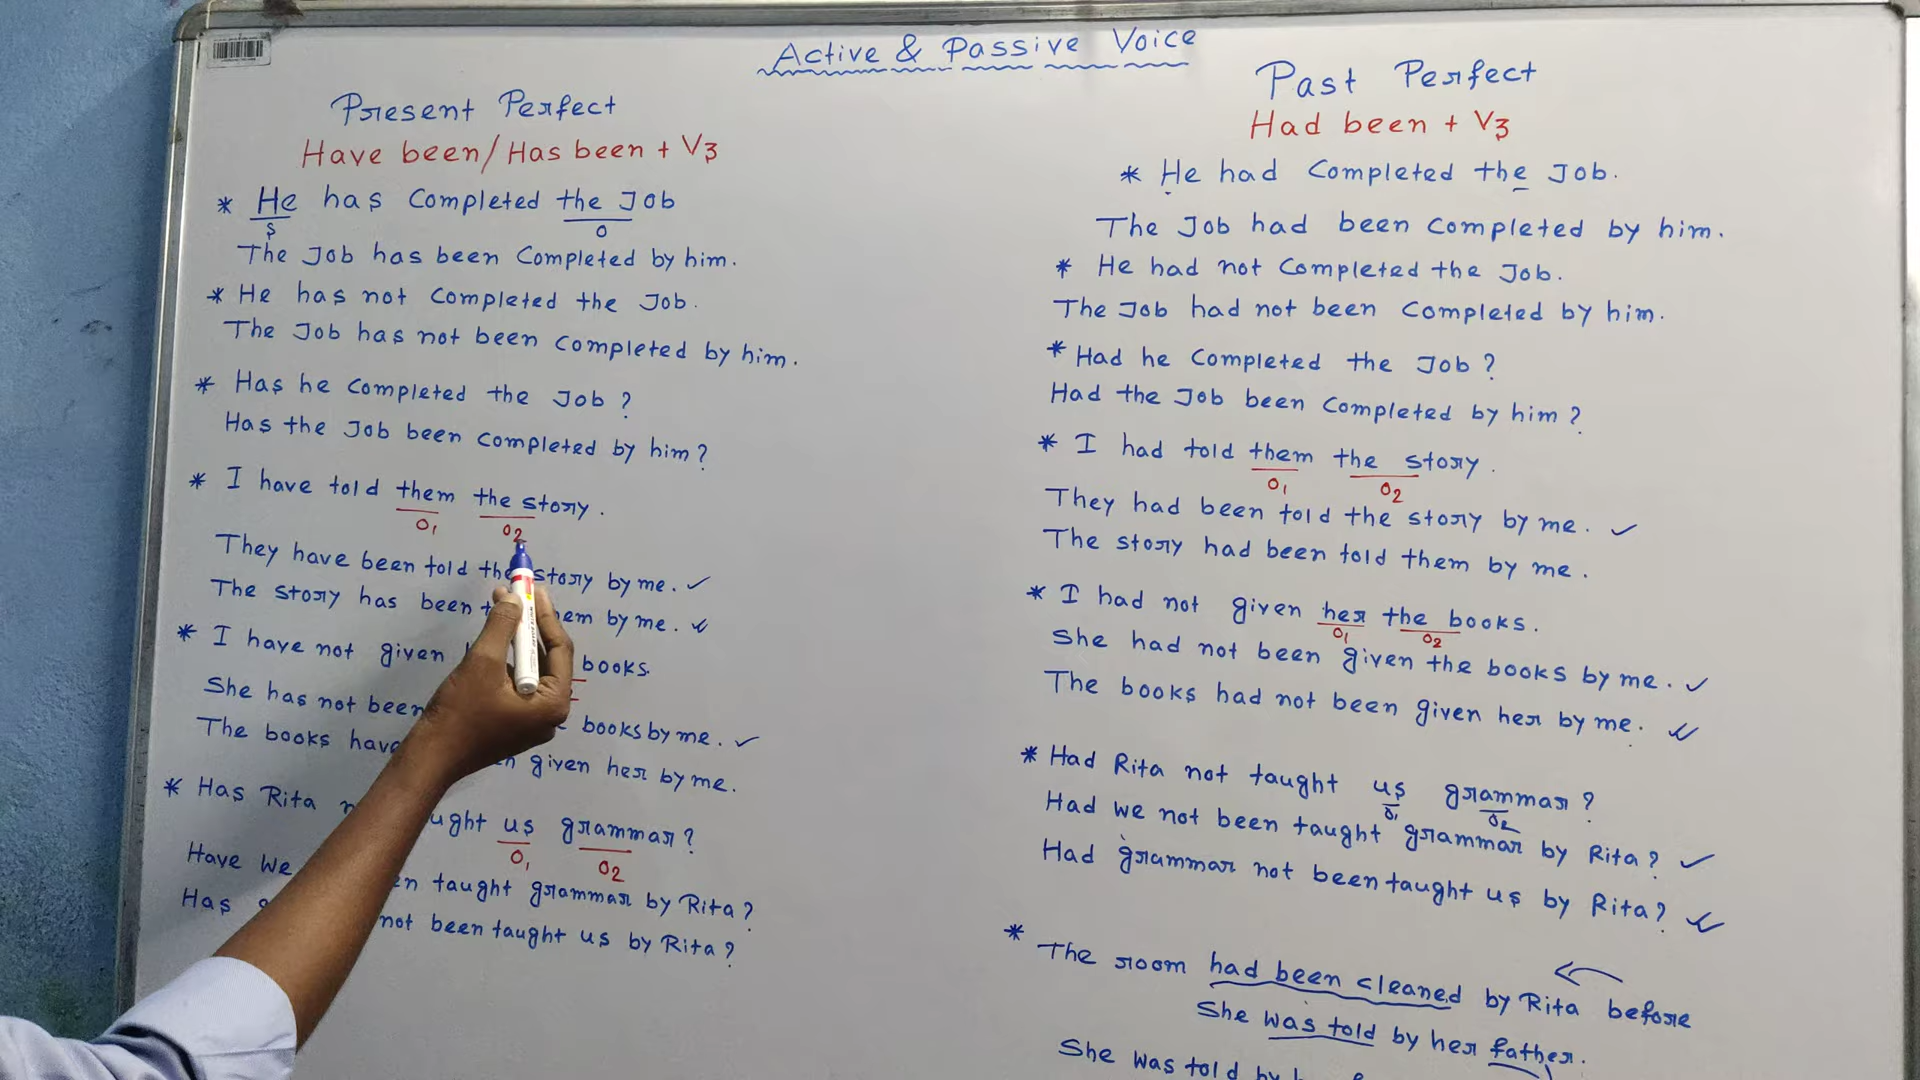 Active & Passive Voice
Present Perfect
Have been/Has been + V3
* He has Completed the Job
S O
The Job has been Completed by him.
* He has not Completed the Job.
The Job has not been Completed by him.
* Has he Completed the Job?
Has the Job been Completed by him?
* I have told them the story.
O1 O2
They have been told the story by me. ✓
The story has been them by me. ✓
* I have not given books.
She has not been books by me. ✓
The books have given her by me.
* Has Rita us grammar?
O1 O2
Have we taught grammar by Rita?
Has not been taught us by Rita?
Past Perfect
Had been + V3
* He had Completed the Job.
The Job had been Completed by him.
* He had not Completed the Job.
The Job had not been Completed by him.
* Had he Completed the Job?
Had the Job been Completed by him?
* I had told them the story.
O1 O2
They had been told the story by me. ✓
The story had been told them by me.
* I had not given her the books.
O1 O2
She had not been given the books by me. ✓
The books had not been given her by me. ✓
* Had Rita not taught us grammar?
O1 O2
Had we not been taught grammar by Rita? ✓
Had grammar not been taught us by Rita? ✓
* The room had been cleaned by Rita before
She was told by her father.
She was told by